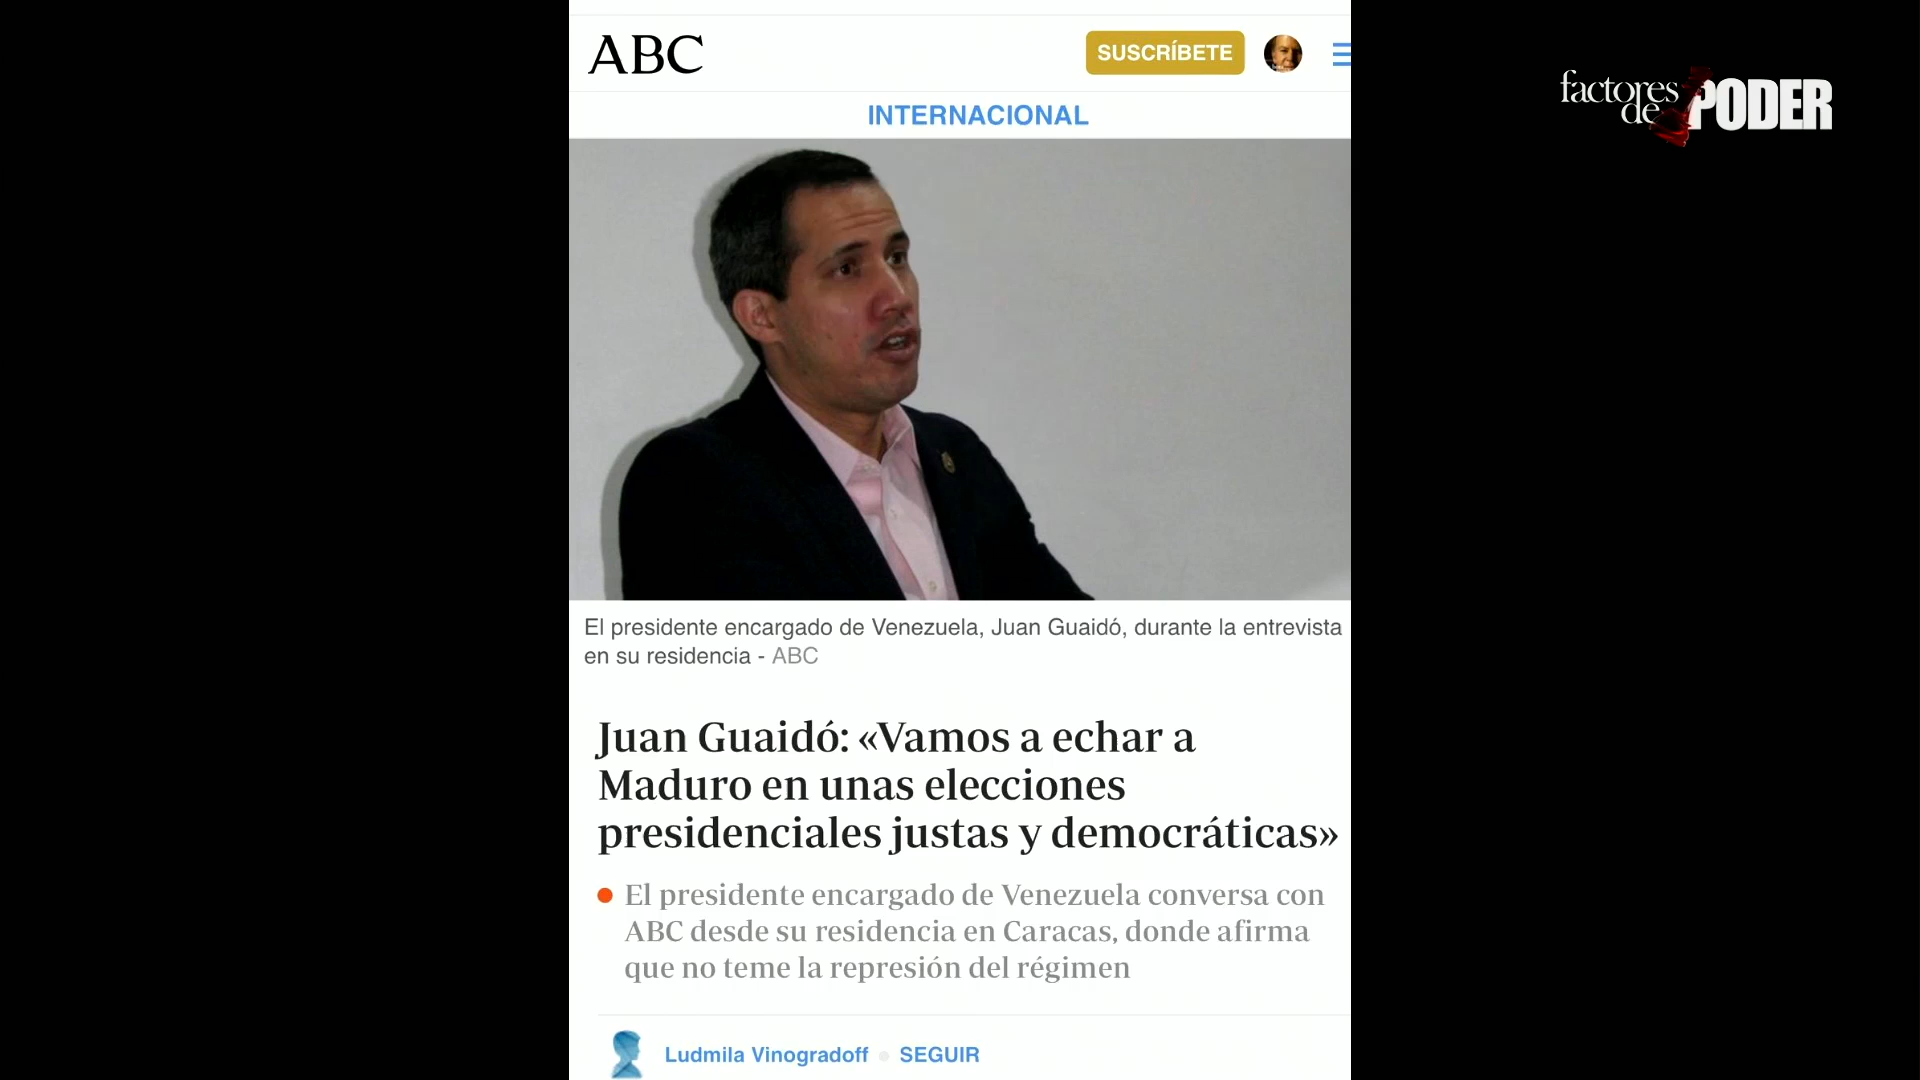 ABC
SUSCRÍBETE
factores
de PODER
INTERNACIONAL
El presidente encargado de Venezuela, Juan Guaidó, durante la entrevista
en su residencia - ABC
Juan Guaidó: «Vamos a echar a
Maduro en unas elecciones
presidenciales justas y democráticas»
El presidente encargado de Venezuela conversa con
ABC desde su residencia en Caracas, donde afirma
que no teme la represión del régimen
Ludmila Vinogradoff SEGUIR